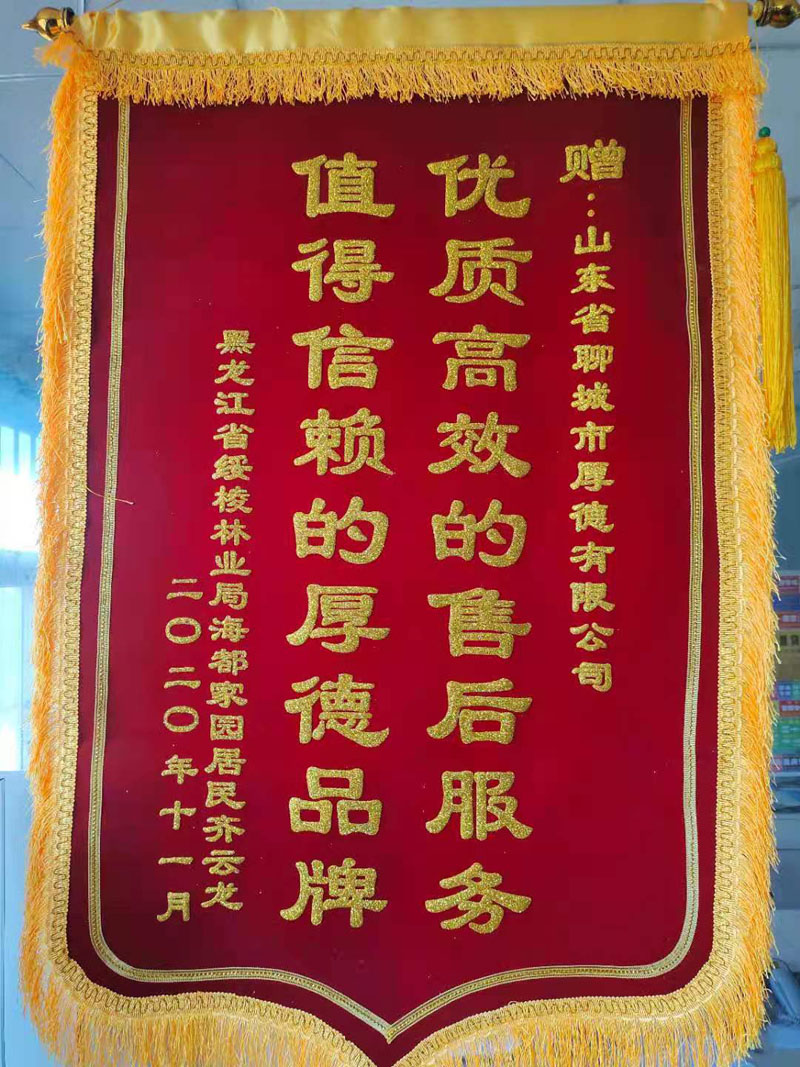 赠：山东省聊城市厚德有限公司
优质高效的售后服务
值得信赖的厚德品牌
黑龙江省绥棱林业局海都家园居民齐云龙
二〇二〇年十一月